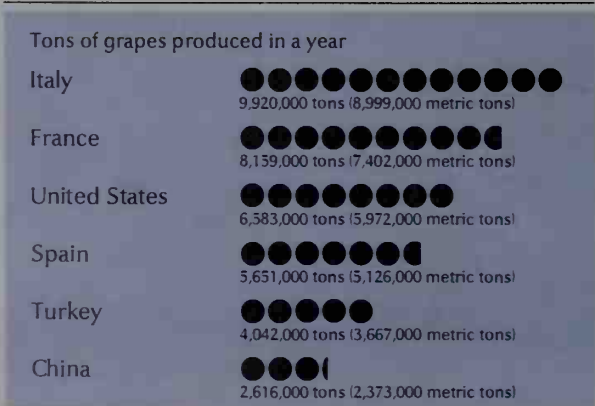 Tons of grapes produced in a year
Italy
9,920,000 tons (8,999,000 metric tons)
France
8,159,000 tons (7,402,000 metric tons)
United States
6,583,000 tons (5,972,000 metric tons)
Spain
5,651,000 tons (5,126,000 metric tons)
Turkey
4,042,000 tons (3,667,000 metric tons)
China
2,616,000 tons (2,373,000 metric tons)